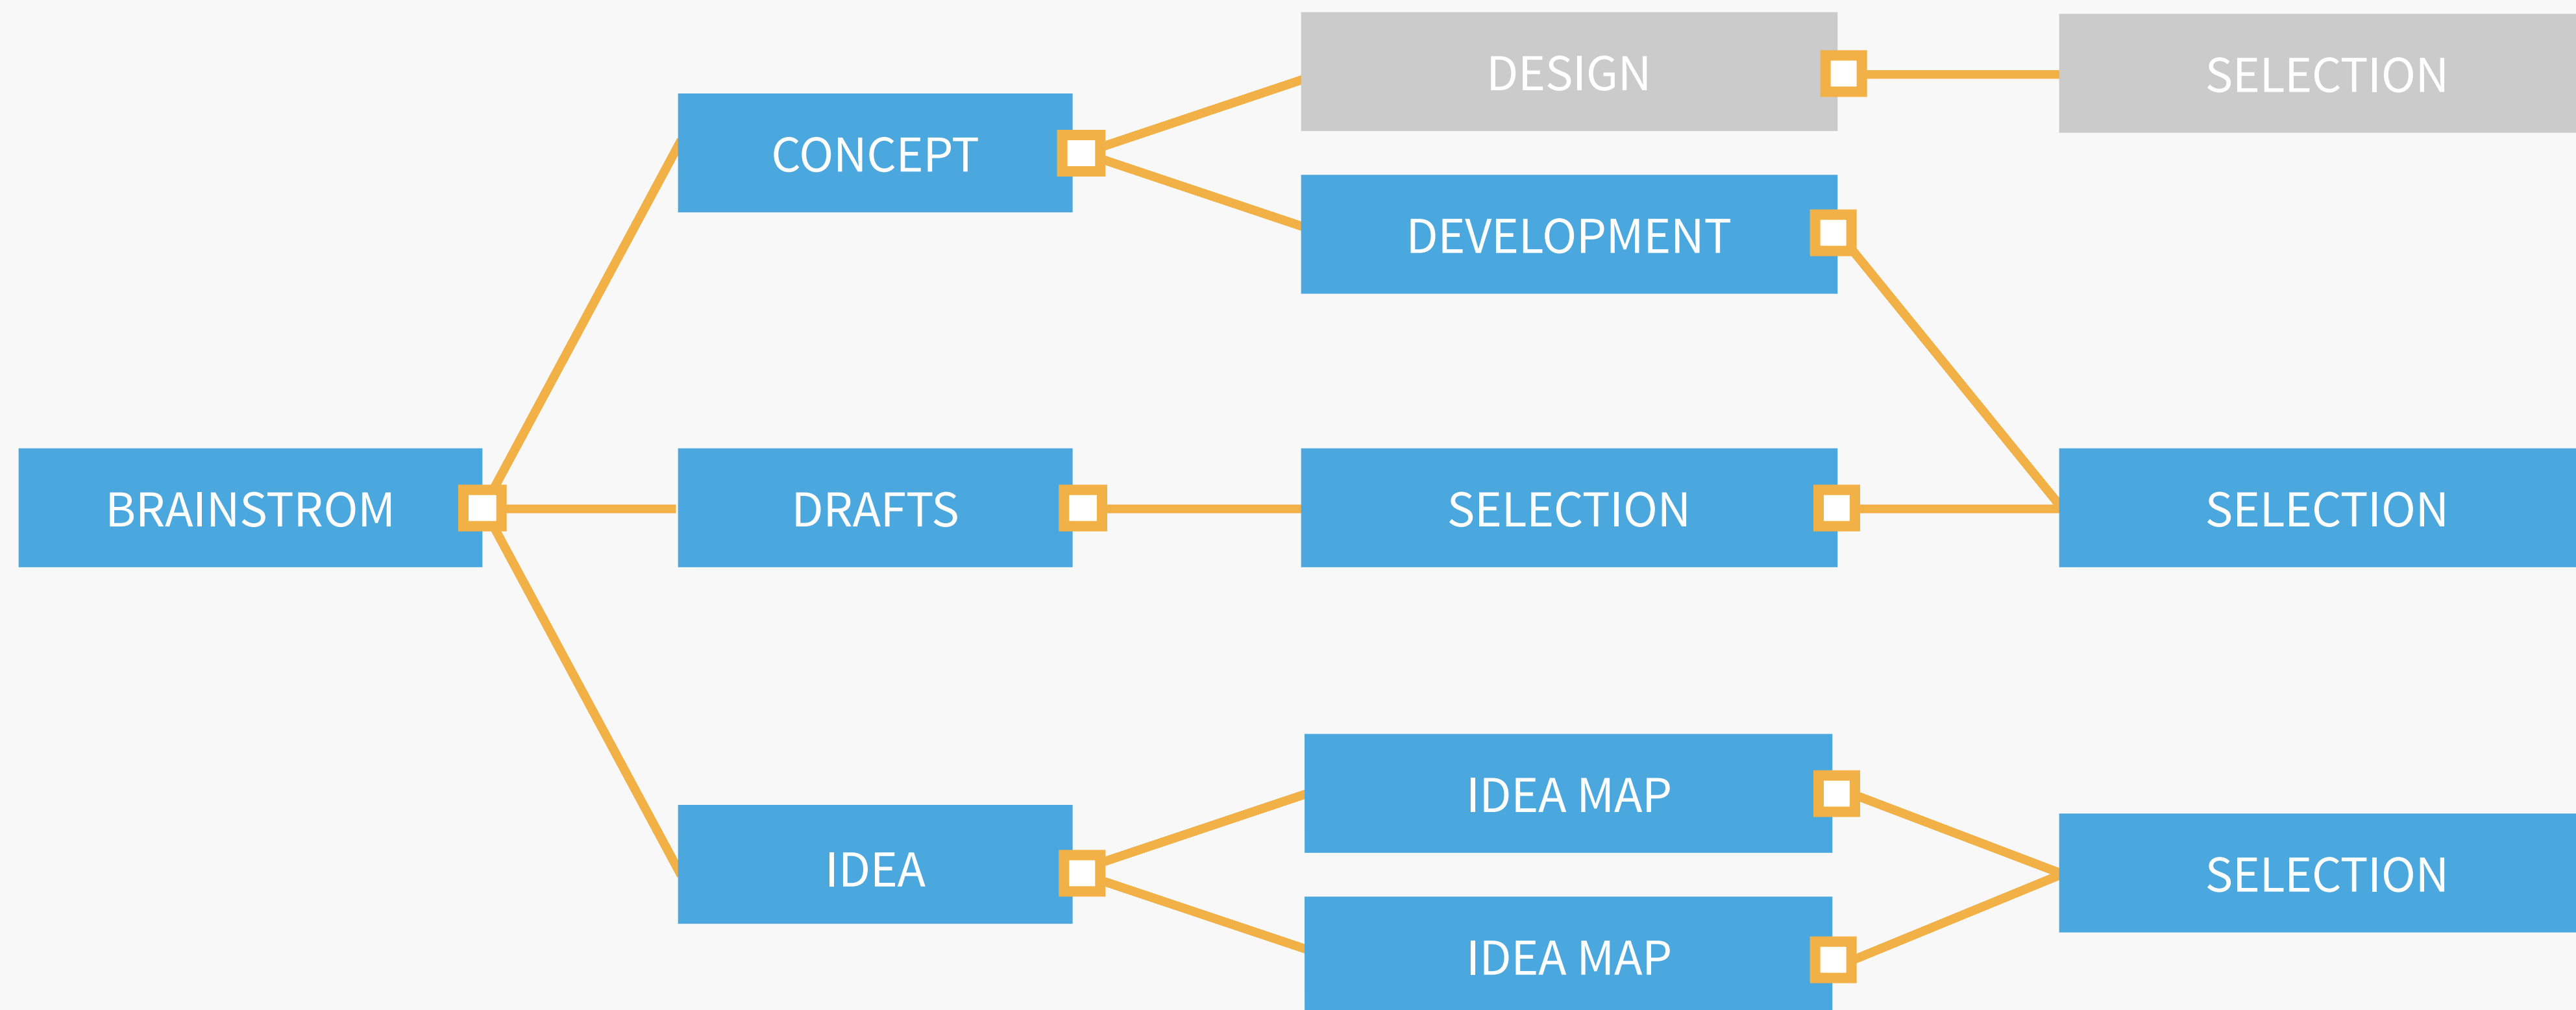 DESIGN
SELECTION
CONCEPT
DEVELOPMENT
BRAINSTROM
DRAFTS
SELECTION
SELECTION
IDEA MAP
IDEA
SELECTION
IDEA MAP